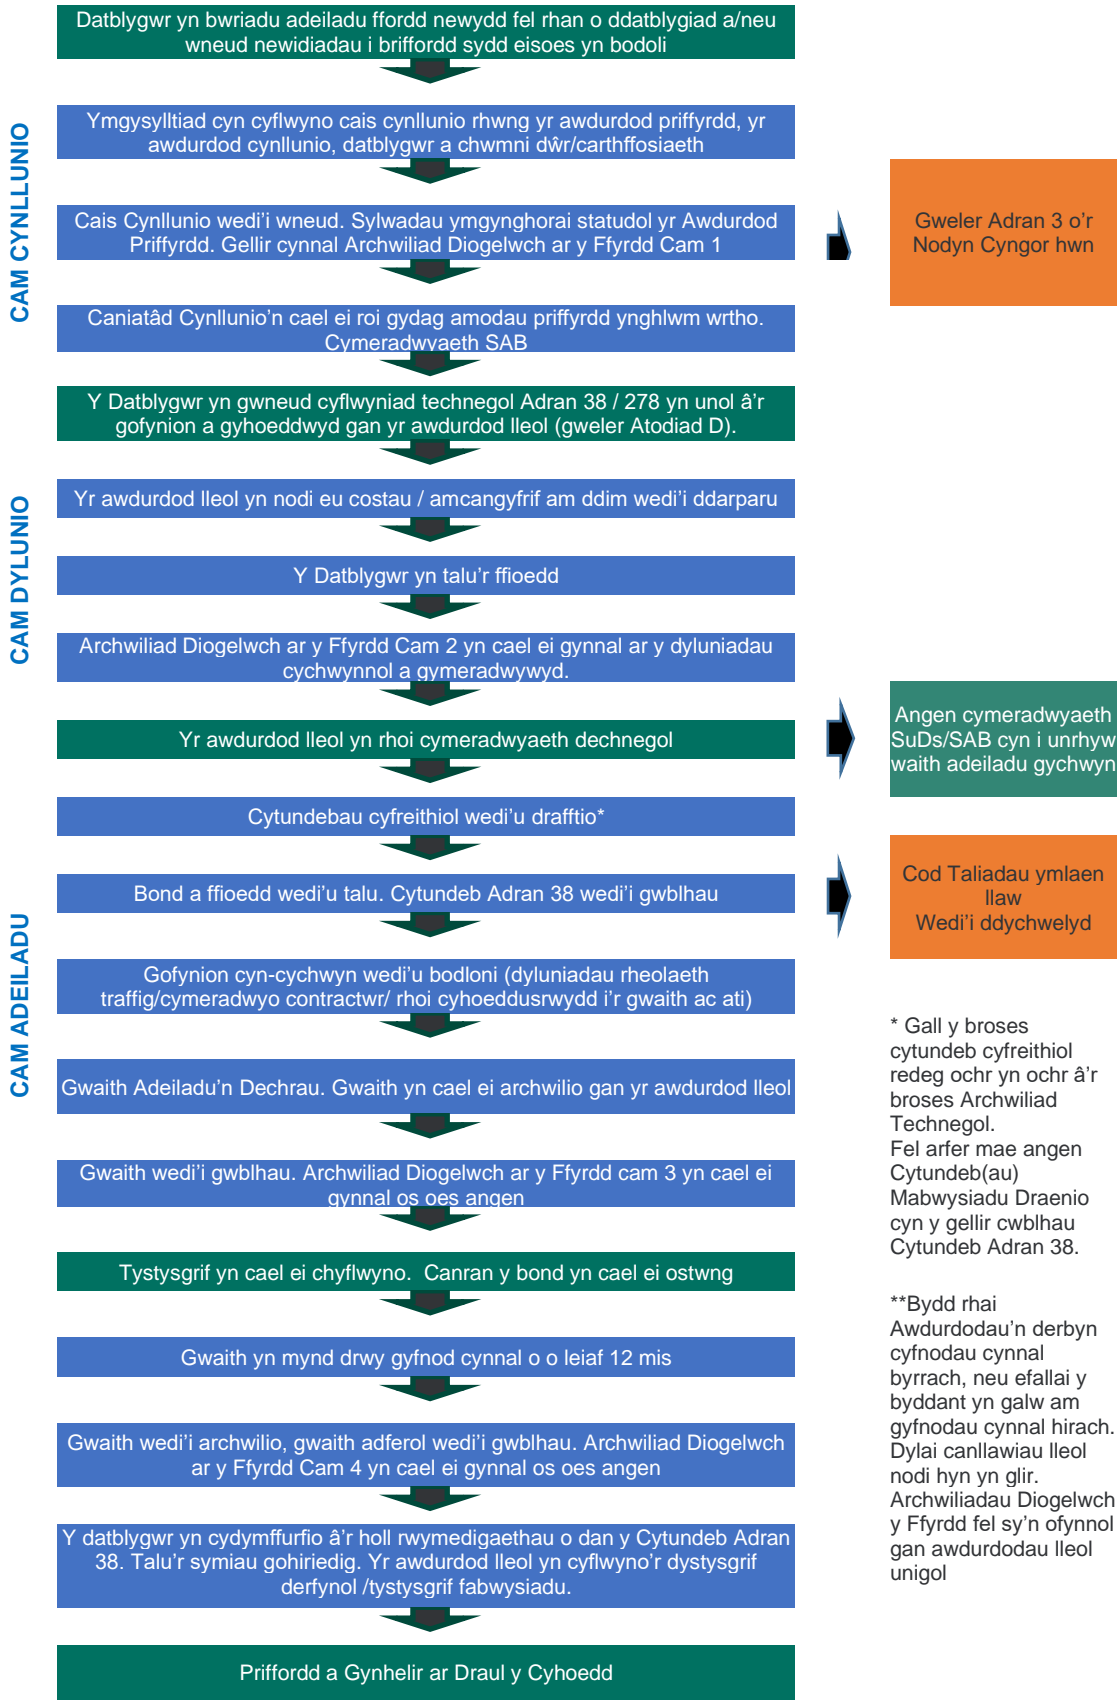 Datblygwr yn bwriadu adeiladu ffordd newydd fel rhan o ddatblygiad a/neu
wneud newidiadau i briffordd sydd eisoes yn bodoli
CAM CYNLLUNIO
Ymgysylltiad cyn cyflwyno cais cynllunio rhwng yr awdurdod priffyrdd, yr
awdurdod cynllunio, datblygwr a chwmni dŵr/carthffosiaeth
Cais Cynllunio wedi'i wneud. Sylwadau ymgynghorai statudol yr Awdurdod
Priffyrdd. Gellir cynnal Archwiliad Diogelwch ar y Ffyrdd Cam 1
Gweler Adran 3 o'r
Nodyn Cyngor hwn
Caniatâd Cynllunio'n cael ei roi gydag amodau priffyrdd ynghlwm wrtho.
Cymeradwyaeth SAB
Y Datblygwr yn gwneud cyflwyniad technegol Adran 38 / 278 yn unol â'r
gofynion a gyhoeddwyd gan yr awdurdod lleol (gweler Atodiad D).
CAM DYLUNIO
Yr awdurdod lleol yn nodi eu costau / amcangyfrif am ddim wedi'i ddarparu
Y Datblygwr yn talu'r ffioedd
Archwiliad Diogelwch ar y Ffyrdd Cam 2 yn cael ei gynnal ar y dyluniadau
cychwynnol a gymeradwywyd.
Yr awdurdod lleol yn rhoi cymeradwyaeth dechnegol
Angen cymeradwyaeth
SuDs/SAB cyn i unrhyw
waith adeiladu gychwyn
Cytundebau cyfreithiol wedi'u drafftio*
CAM ADEILADU
Bond a ffioedd wedi'u talu. Cytundeb Adran 38 wedi'i gwblhau
Cod Taliadau ymlaen
llaw
Wedi'i ddychwelyd
Gofynion cyn-cychwyn wedi'u bodloni (dyluniadau rheolaeth
traffig/cymeradwyo contractwr/ rhoi cyhoeddusrwydd i'r gwaith ac ati)
Gwaith Adeiladu'n Dechrau. Gwaith yn cael ei archwilio gan yr awdurdod lleol
Gwaith wedi'i gwblhau. Archwiliad Diogelwch ar y Ffyrdd cam 3 yn cael ei
gynnal os oes angen
Tystysgrif yn cael ei chyflwyno. Canran y bond yn cael ei ostwng
Gwaith yn mynd drwy gyfnod cynnal o o leiaf 12 mis
Gwaith wedi'i archwilio, gwaith adferol wedi'i gwblhau. Archwiliad Diogelwch
ar y Ffyrdd Cam 4 yn cael ei gynnal os oes angen
Y datblygwr yn cydymffurfio â'r holl rwymedigaethau o dan y Cytundeb Adran
38. Talu'r symiau gohiriedig. Yr awdurdod lleol yn cyflwyno'r dystysgrif
derfynol /tystysgrif fabwysiadu.
Priffordd a Gynhelir ar Draul y Cyhoedd
* Gall y broses
cytundeb cyfreithiol
redeg ochr yn ochr â'r
broses Archwiliad
Technegol.
Fel arfer mae angen
Cytundeb(au)
Mabwysiadu Draenio
cyn y gellir cwblhau
Cytundeb Adran 38.
**Bydd rhai
Awdurdodau'n derbyn
cyfnodau cynnal
byrrach, neu efallai y
byddant yn galw am
gyfnodau cynnal hirach.
Dylai canllawiau lleol
nodi hyn yn glir.
Archwiliadau Diogelwch
y Ffyrdd fel sy'n ofynnol
gan awdurdodau lleol
unigol